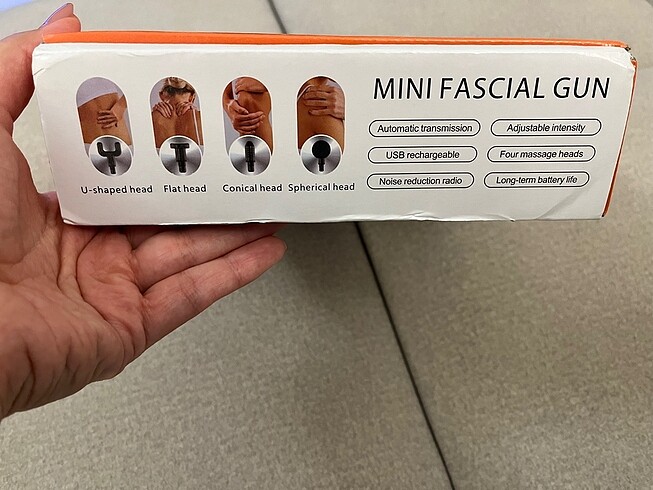 MINI FASCIAL GUN
Automatic transmission
Adjustable intensity
USB rechargeable
Four massage heads
Noise reduction radio
Long-term battery life
U-shaped head
Flat head
Conical head
Spherical head